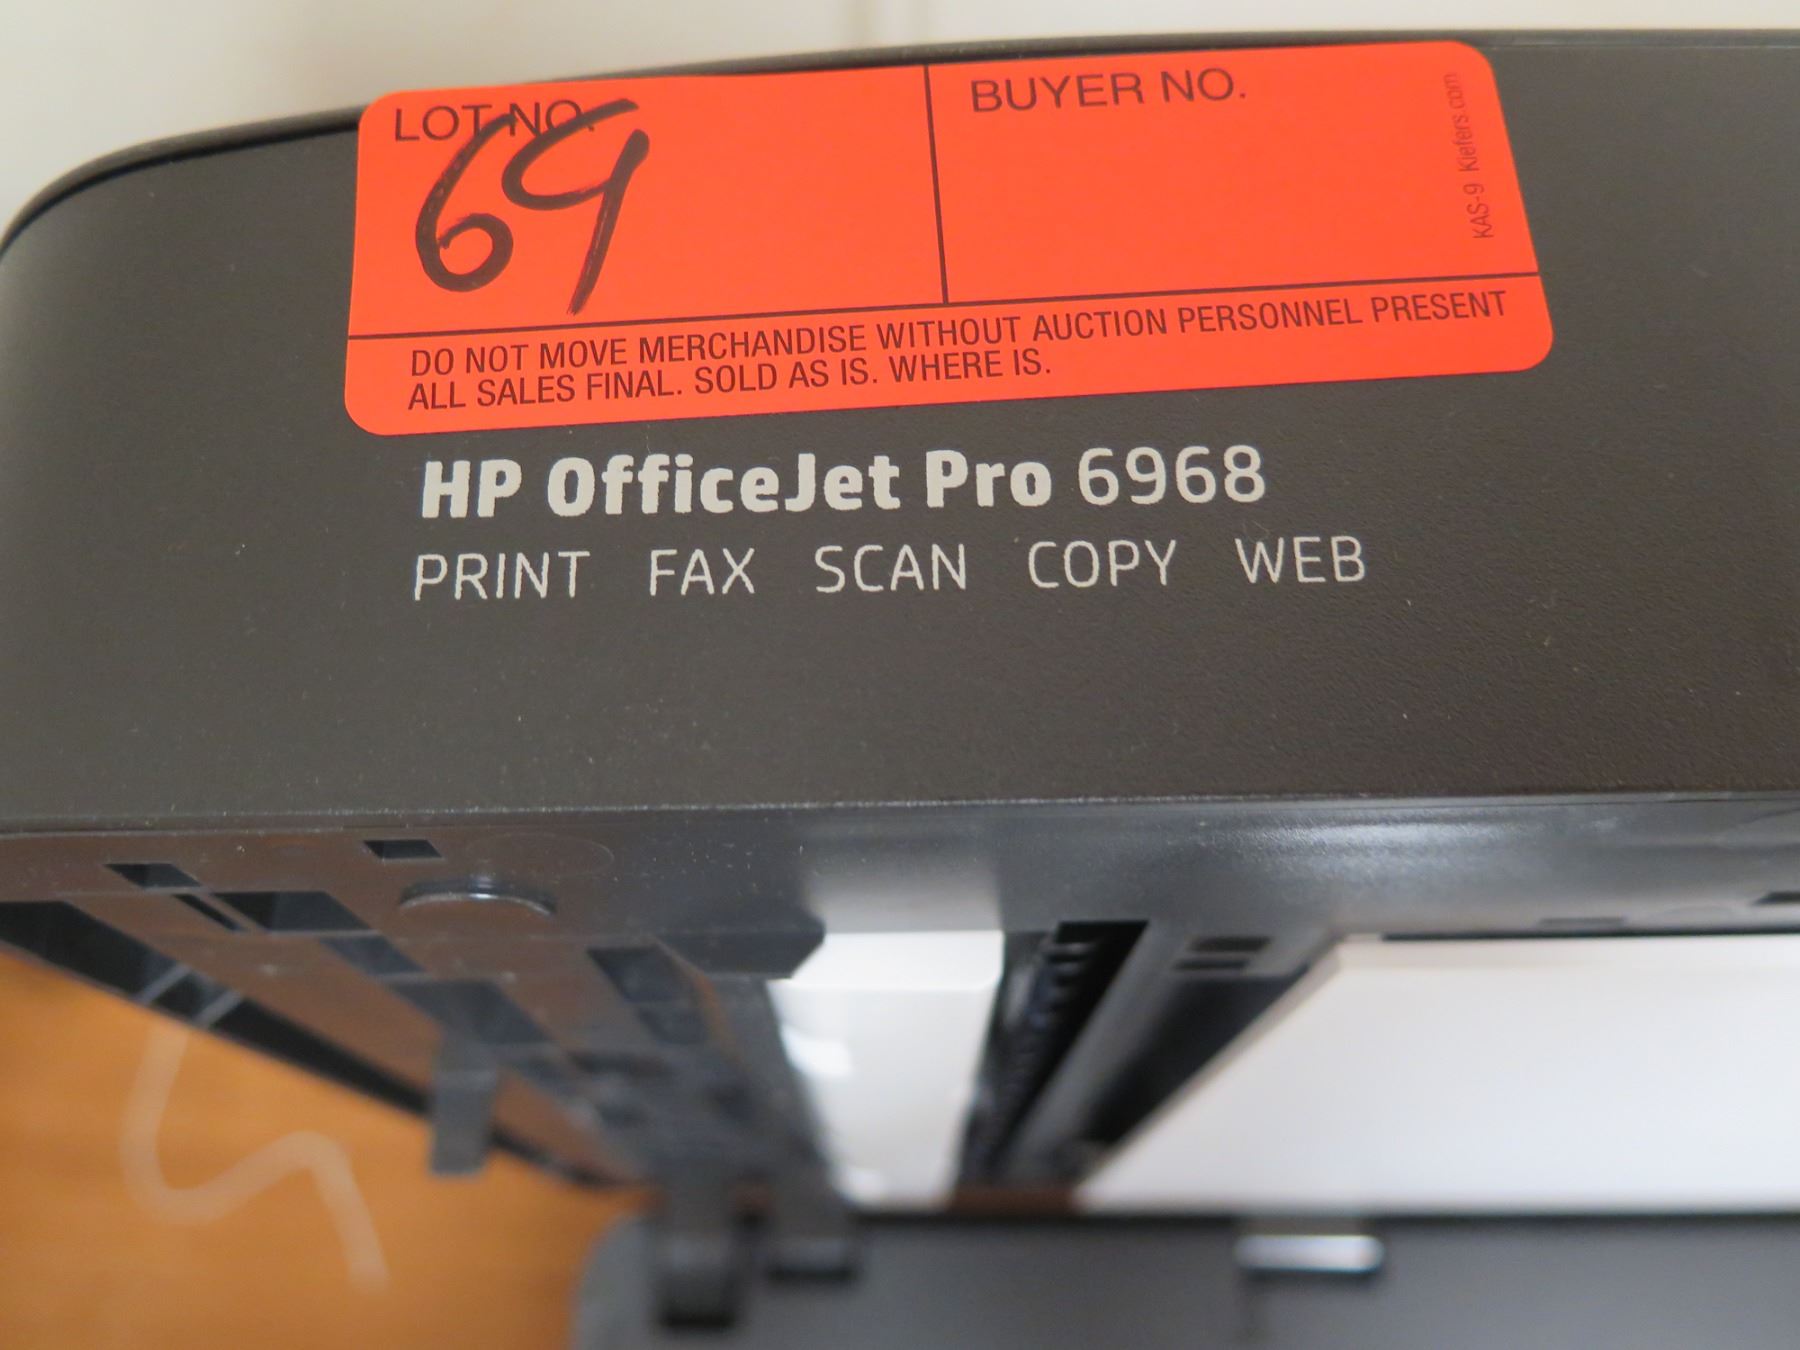 LOT NO.
69
BUYER NO.
KAS-9 Kiefers.com
DO NOT MOVE MERCHANDISE WITHOUT AUCTION PERSONNEL PRESENT
ALL SALES FINAL. SOLD AS IS. WHERE IS.
HP OfficeJet Pro 6968
PRINT FAX SCAN COPY WEB